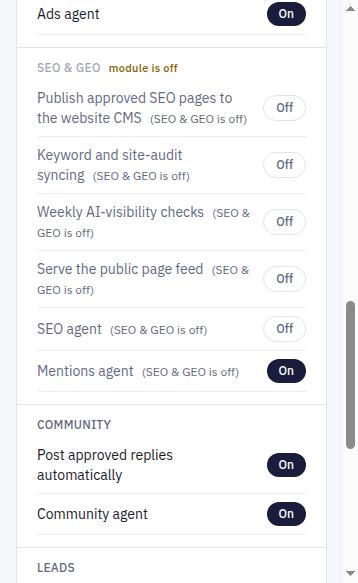 Ads agent On
SEO & GEO module is off
Publish approved SEO pages to
the website CMS (SEO & GEO is off) Off
Keyword and site-audit
syncing (SEO & GEO is off) Off
Weekly AI-visibility checks (SEO &
GEO is off) Off
Serve the public page feed (SEO &
GEO is off) Off
SEO agent (SEO & GEO is off) Off
Mentions agent (SEO & GEO is off) On
COMMUNITY
Post approved replies
automatically On
Community agent On
LEADS